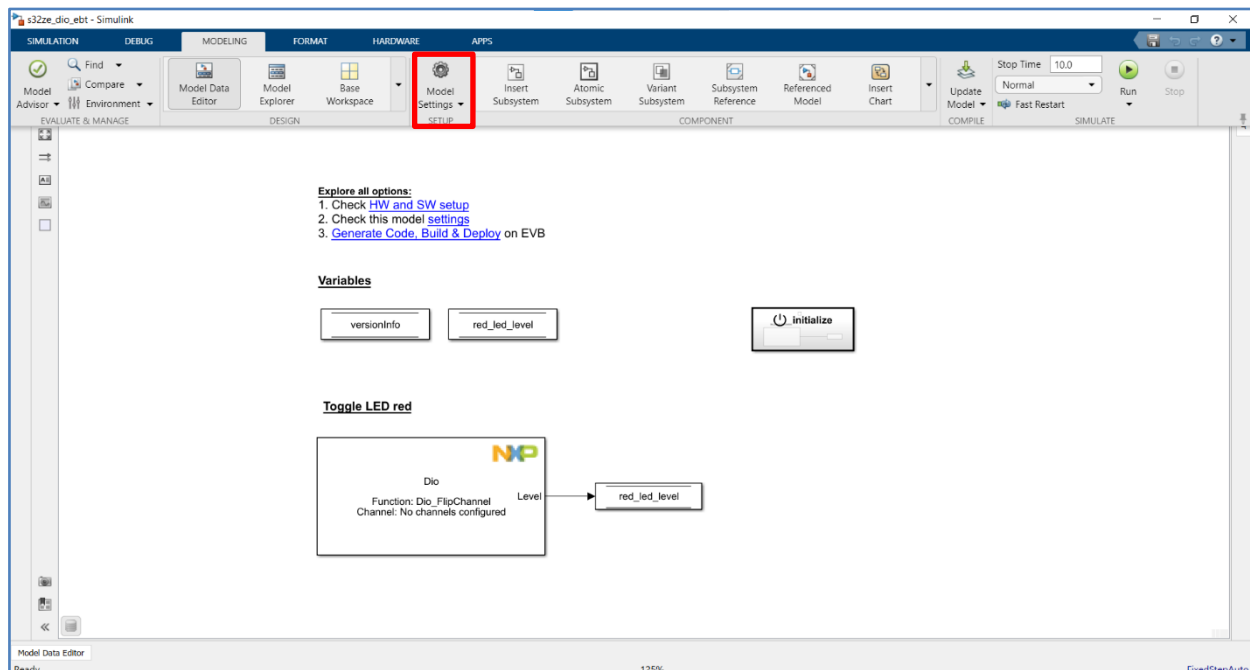 s32ze_dio_ebt - Simulink
SIMULATION DEBUG MODELING FORMAT HARDWARE APPS
Model Advisor
Find
Compare
Environment
EVALUATE & MANAGE
Model Data Editor
Model Explorer
Base Workspace
DESIGN
Model Settings
SETUP
Insert Subsystem
Atomic Subsystem
Variant Subsystem
Subsystem Reference
Referenced Model
Insert Chart
COMPONENT
Update Model
COMPILE
Stop Time 10.0
Normal
Fast Restart
Run
Stop
SIMULATE
Explore all options:
1. Check HW and SW setup
2. Check this model settings
3. Generate Code, Build & Deploy on EVB
Variables
versionInfo
red_led_level
initialize
Toggle LED red
NXP
Dio
Function: Dio_FlipChannel
Channel: No channels configured
Level
red_led_level
Model Data Editor
Ready 125% FixedStepAuto